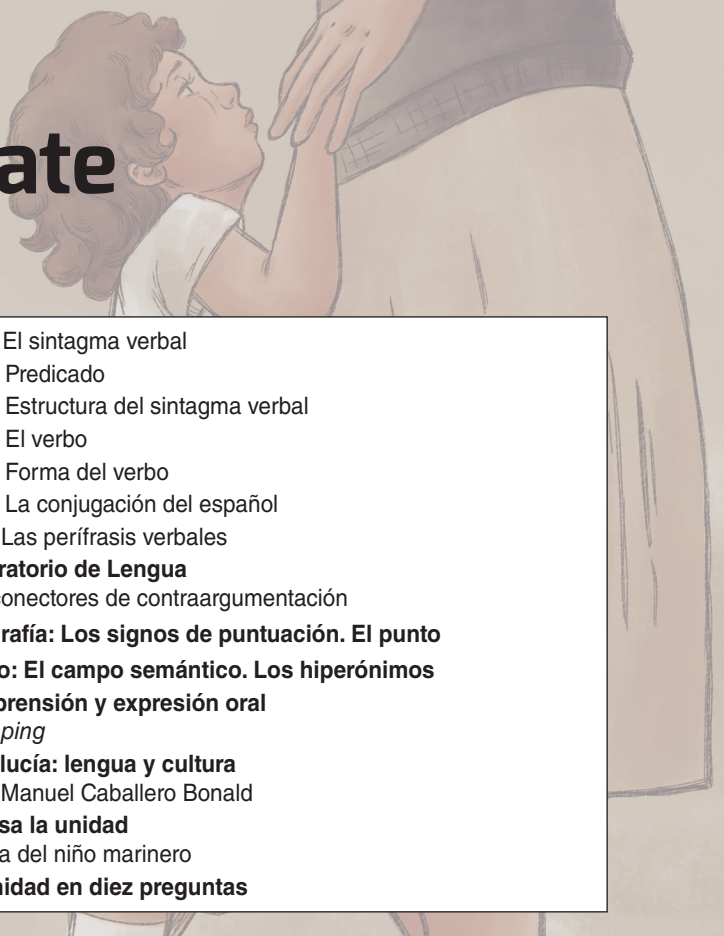 ate
El sintagma verbal
Predicado
Estructura del sintagma verbal
El verbo
Forma del verbo
La conjugación del español
Las perífrasis verbales
ratorio de Lengua
onectores de contraargumentación
rafía: Los signos de puntuación. El punto
o: El campo semántico. Los hiperónimos
prensión y expresión oral
ping
lucía: lengua y cultura
Manuel Caballero Bonald
sa la unidad
a del niño marinero
nidad en diez preguntas